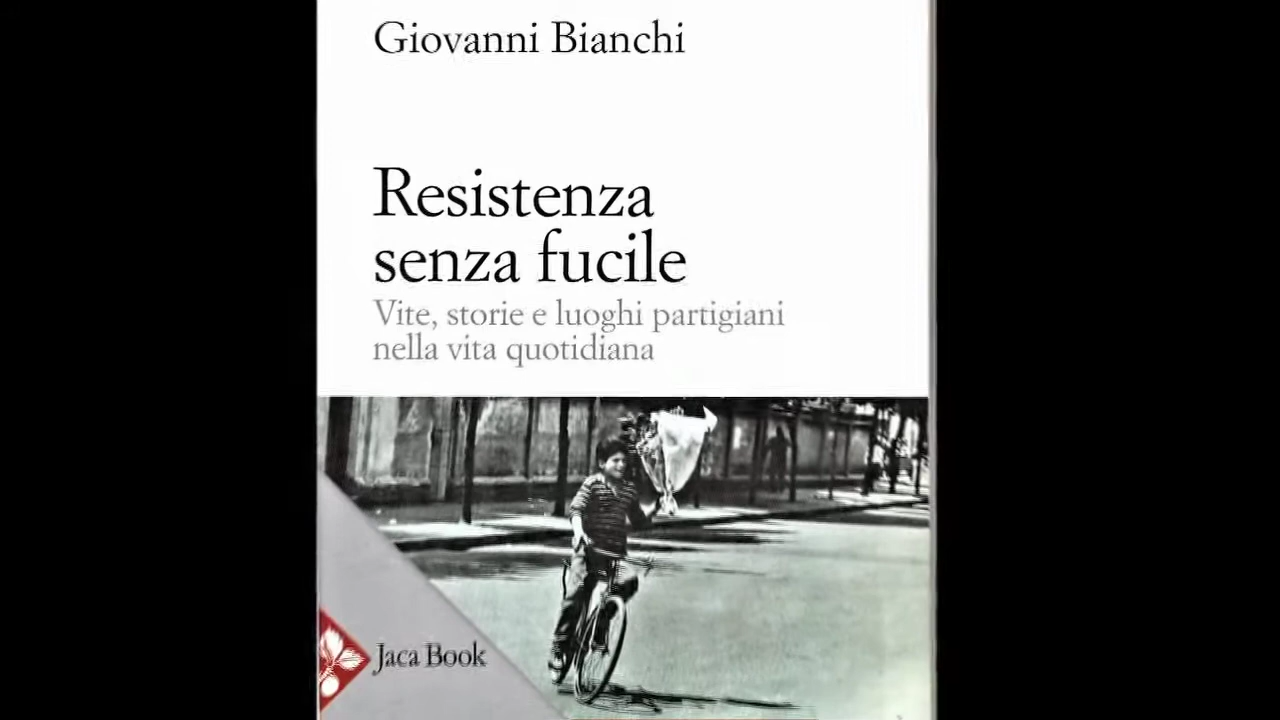 Giovanni Bianchi
Resistenza
senza fucile
Vite, storie e luoghi partigiani
nella vita quotidiana
Jaca Book